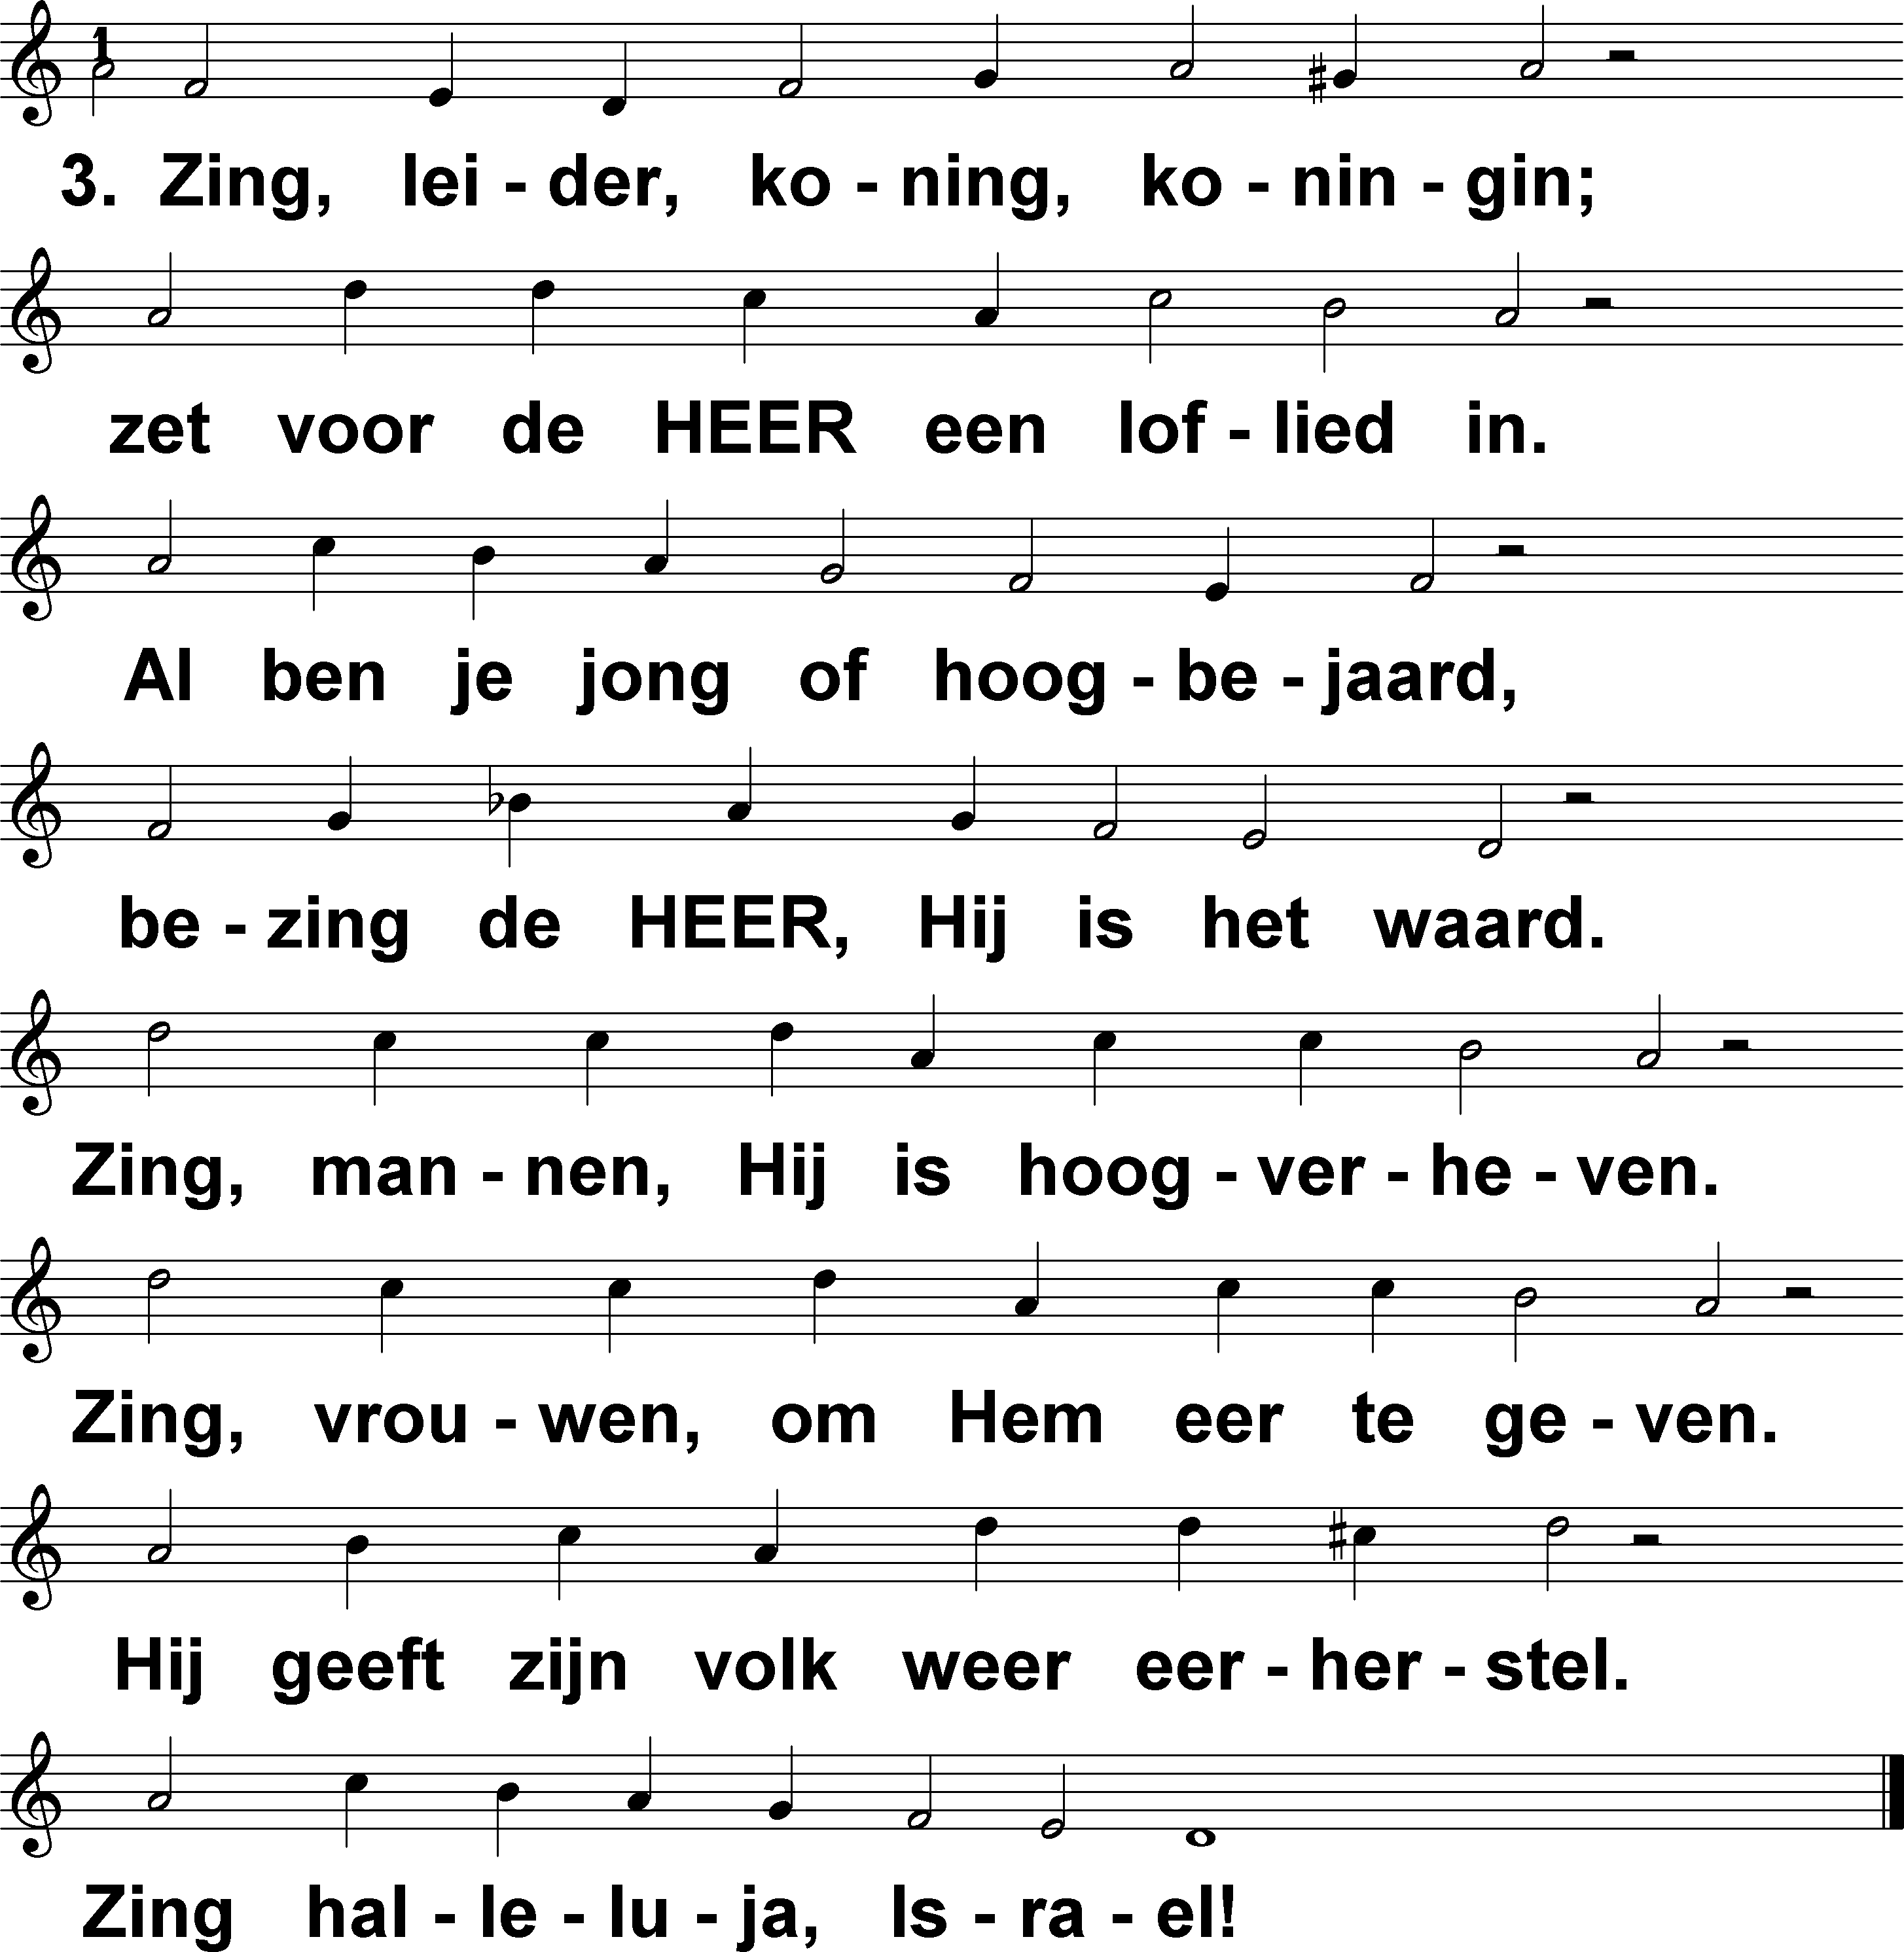 1
3. Zing, lei - der, ko - ning, ko - nin - gin;
zet voor de HEER een lof - lied in.
Al ben je jong of hoog - be - jaard,
be - zing de HEER, Hij is het waard.
Zing, man - nen, Hij is hoog - ver - he - ven.
Zing, vrou - wen, om Hem eer te ge - ven.
Hij geeft zijn volk weer eer - her - stel.
Zing hal - le - lu - ja, Is - ra - el!